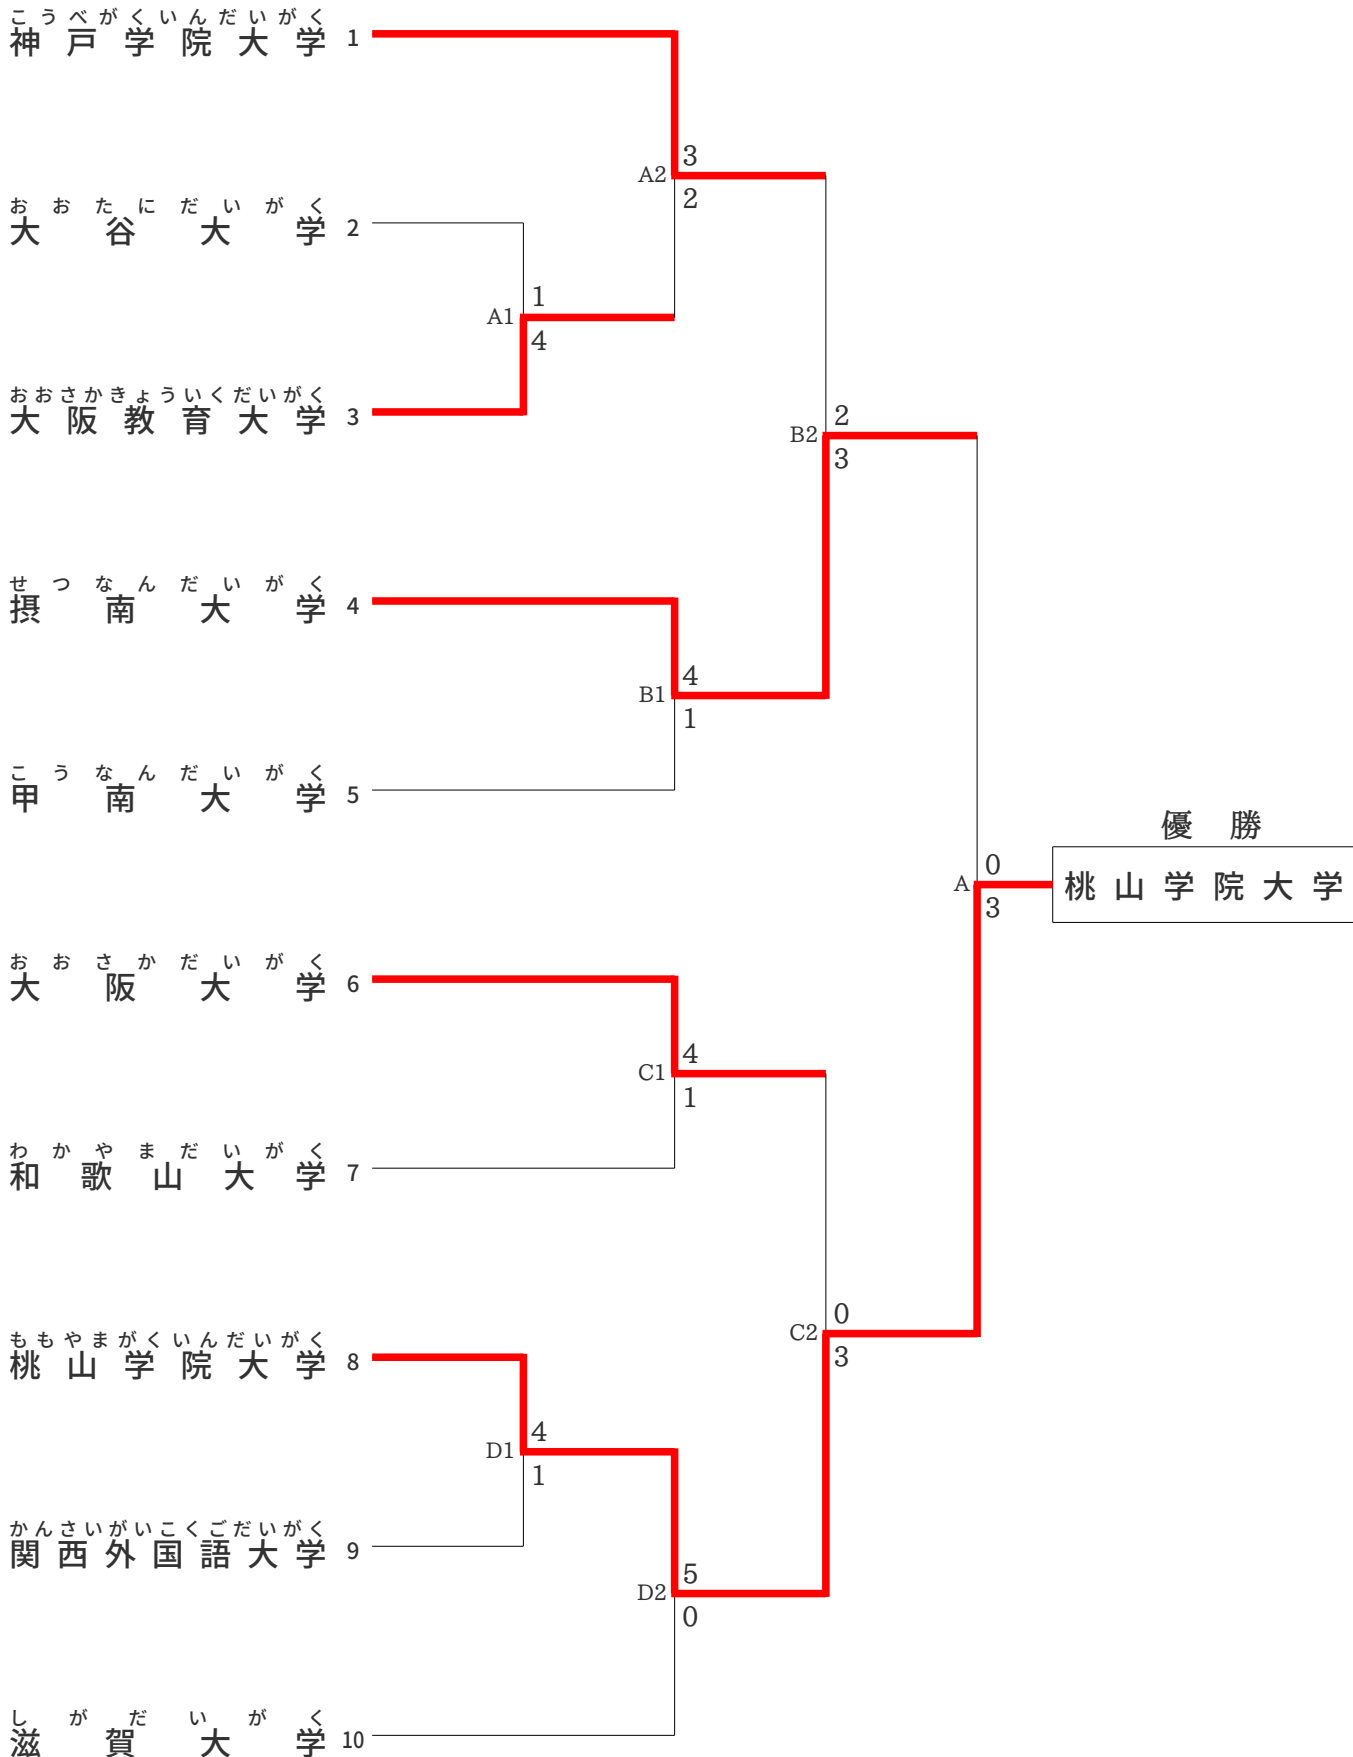 こうべがくいんだいがく
神戸学院大学 1
3
A2
2
おおたにだいがく
大谷大学 2
1
A1
4
おおさかきょういくだいがく
大阪教育大学 3
2
B2
3
せつなんだいがく
摂南大学 4
4
B1
1
こうなんだいがく
甲南大学 5
優勝
0
A 桃山学院大学
3
おおさかだいがく
大阪大学 6
4
C1
1
わかやまだいがく
和歌山大学 7
0
C2
3
ももやまがくいんだいがく
桃山学院大学 8
4
D1
1
かんさいがいこくごだいがく
関西外国語大学 9
5
D2
0
しがだいがく
滋賀大学 10